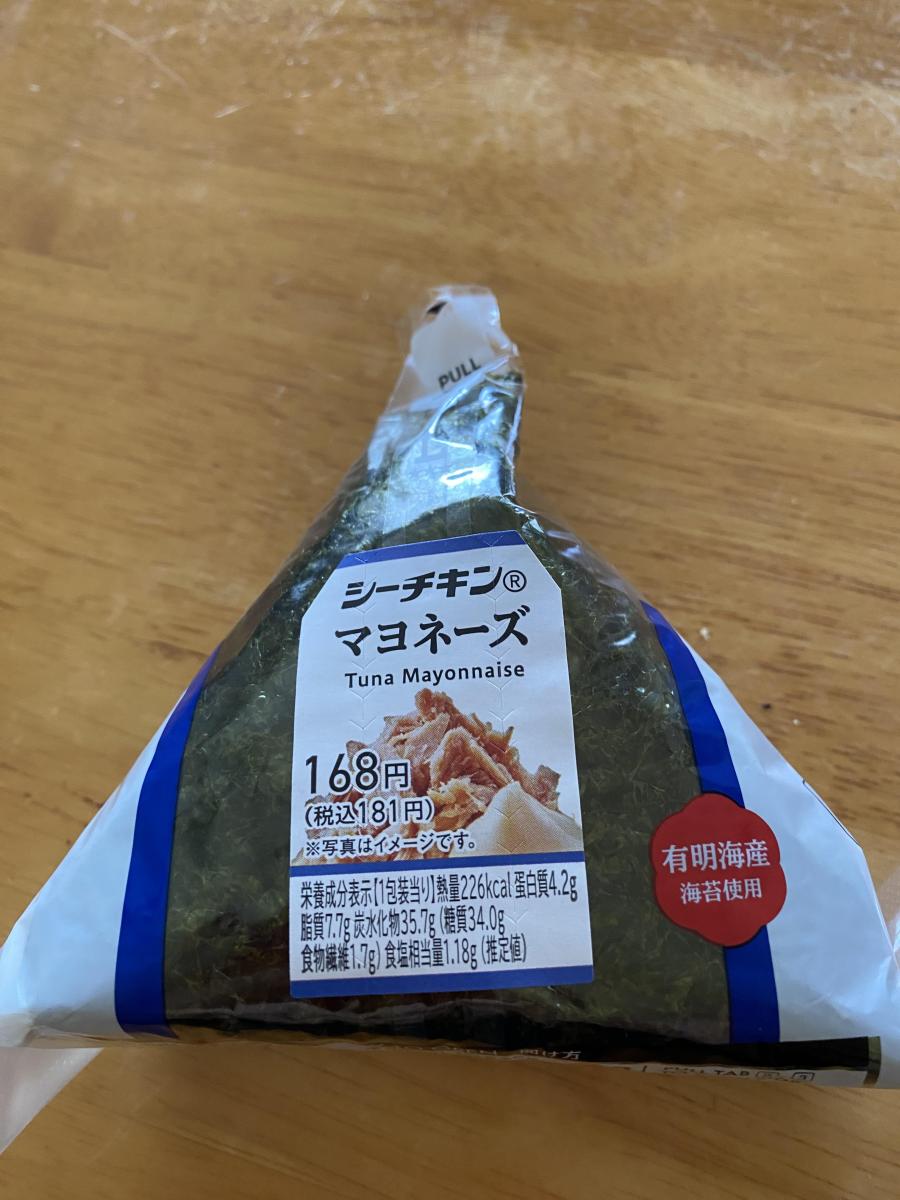 PULL
シーチキン®
マヨネーズ
Tuna Mayonnaise
168円
(税込181円)
※写真はイメージです。
栄養成分表示【1包装当り】熱量226kcal 蛋白質4.2g
脂質7.7g 炭水化物35.7g (糖質34.0g
食物繊維1.7g) 食塩相当量1.18g (推定値)
有明海産
海苔使用
開け方
PULL TAB